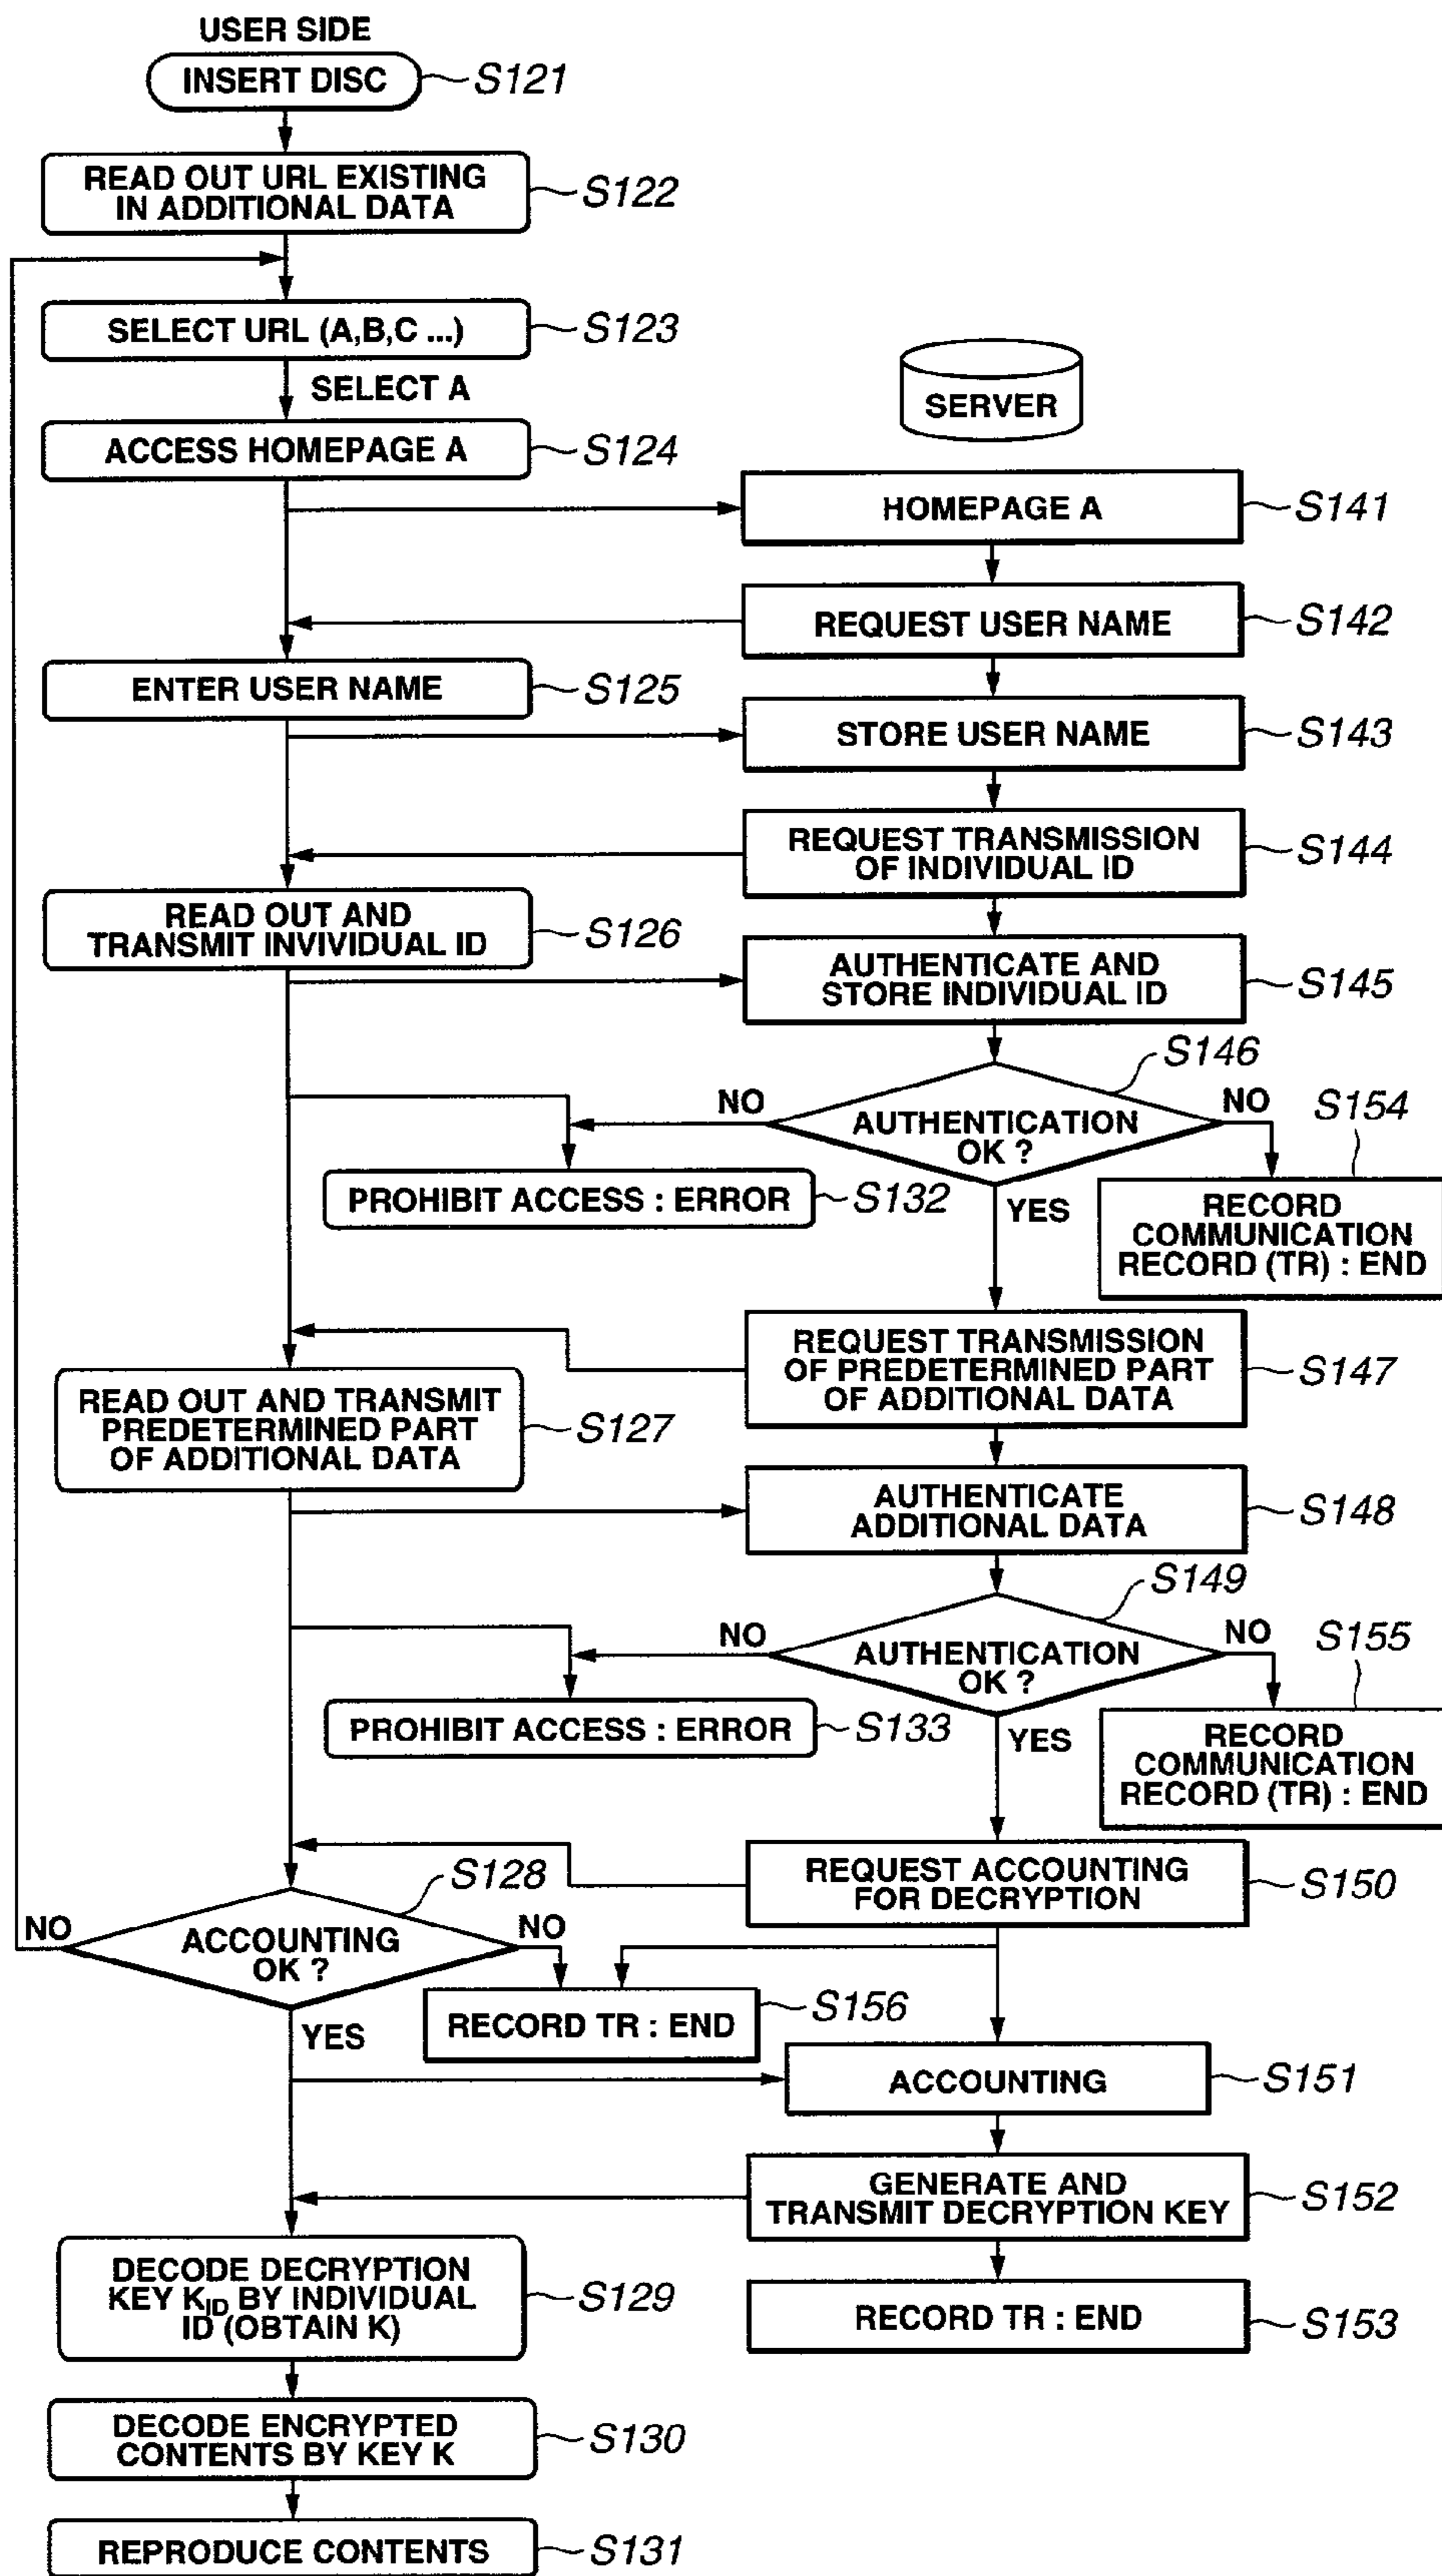 USER SIDE
INSERT DISC
S121
READ OUT URL EXISTING
IN ADDITIONAL DATA
S122
SELECT URL (A,B,C ...)
S123
SELECT A
SERVER
ACCESS HOMEPAGE A
S124
HOMEPAGE A
S141
REQUEST USER NAME
S142
ENTER USER NAME
S125
STORE USER NAME
S143
REQUEST TRANSMISSION
OF INDIVIDUAL ID
S144
READ OUT AND
TRANSMIT INVIVIDUAL ID
S126
AUTHENTICATE AND
STORE INDIVIDUAL ID
S145
S146
NO
AUTHENTICATION
OK ?
NO
S154
YES
PROHIBIT ACCESS : ERROR
S132
RECORD
COMMUNICATION
RECORD (TR) : END
REQUEST TRANSMISSION
OF PREDETERMINED PART
OF ADDITIONAL DATA
S147
READ OUT AND TRANSMIT
PREDETERMINED PART
OF ADDITIONAL DATA
S127
AUTHENTICATE
ADDITIONAL DATA
S148
S149
NO
AUTHENTICATION
OK ?
NO
S155
YES
PROHIBIT ACCESS : ERROR
S133
RECORD
COMMUNICATION
RECORD (TR) : END
REQUEST ACCOUNTING
FOR DECRYPTION
S150
S128
NO
ACCOUNTING
OK ?
NO
YES
RECORD TR : END
S156
ACCOUNTING
S151
GENERATE AND
TRANSMIT DECRYPTION KEY
S152
DECODE DECRYPTION
KEY KID BY INDIVIDUAL
ID (OBTAIN K)
S129
RECORD TR : END
S153
DECODE ENCRYPTED
CONTENTS BY KEY K
S130
REPRODUCE CONTENTS
S131